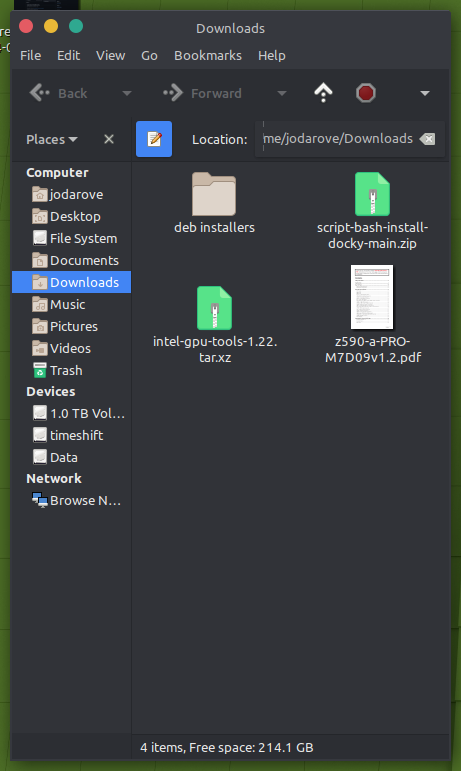 Downloads
File Edit View Go Bookmarks Help
Back Forward
Places Location: me/jodarove/Downloads
Computer
jodarove
Desktop
File System
Documents
Downloads
Music
Pictures
Videos
Trash
Devices
1.0 TB Vol...
timeshift
Data
Network
Browse N...
deb installers
script-bash-install-
docky-main.zip
intel-gpu-tools-1.22.
tar.xz
z590-a-PRO-
M7D09v1.2.pdf
4 items, Free space: 214.1 GB